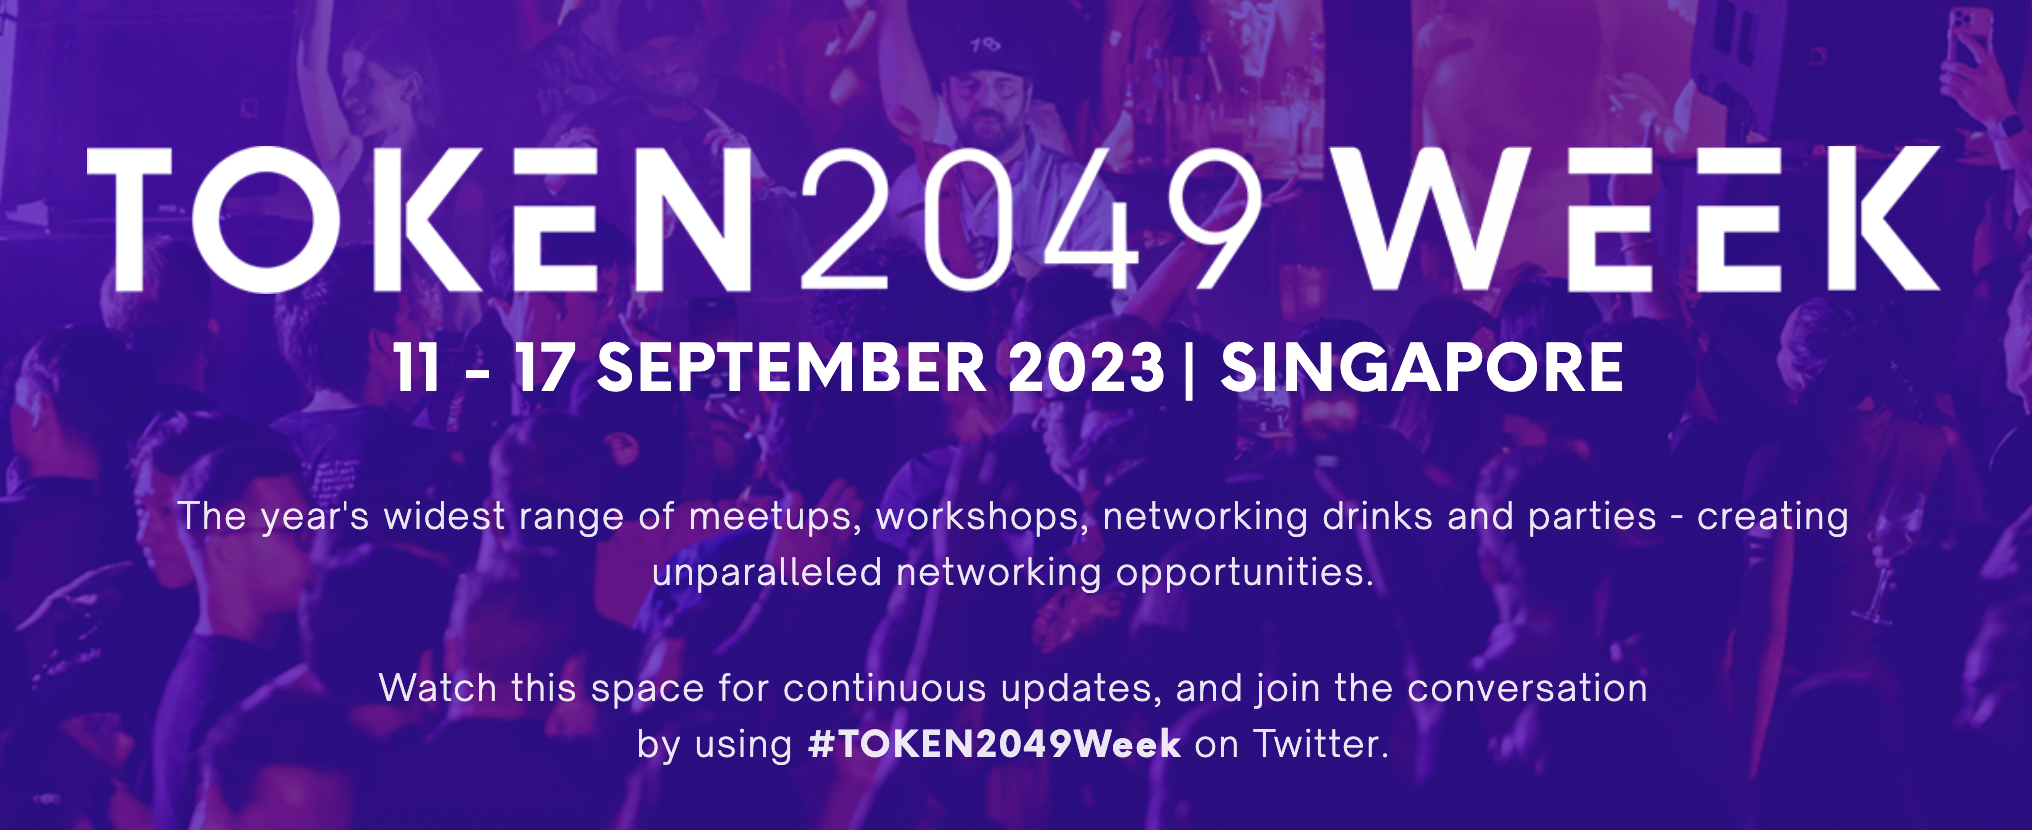 18
TOKEN2049 WEEK
11 - 17 SEPTEMBER 2023 | SINGAPORE
The year's widest range of meetups, workshops, networking drinks and parties - creating
unparalleled networking opportunities.
Watch this space for continuous updates, and join the conversation
by using #TOKEN2049Week on Twitter.